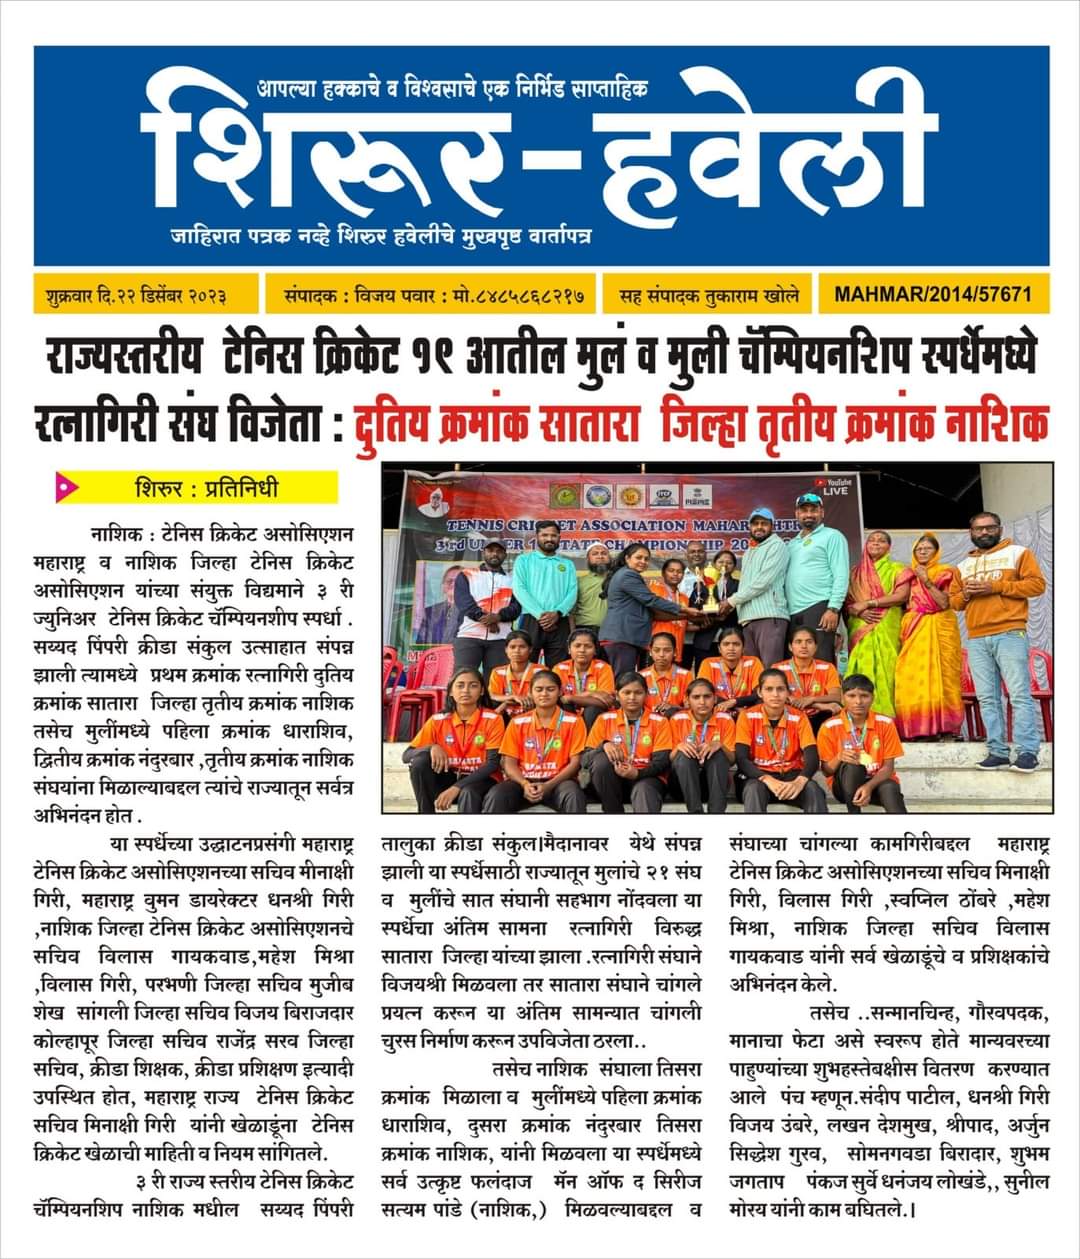 आपल्या हक्काचे व विश्वसाचे एक निर्भिड साप्ताहिक
शिरूर-हवेली
जाहिरात पत्रक नव्हे शिरुर हवेलीचे मुखपृष्ठ वार्तापत्र
शुक्रवार दि.२२ डिसेंबर २०२३
संपादक : विजय पवार : मो.८४८५८६८२१७
सह संपादक तुकाराम खोले
MAHMAR/2014/57671
राज्यस्तरीय टेनिस क्रिकेट १९ आतील मुलं व मुली चॅम्पियनशिप स्पर्धेमध्ये
रत्नागिरी संघ विजेता : दुतिय क्रमांक सातारा जिल्हा तृतीय क्रमांक नाशिक
शिरुर : प्रतिनिधी
नाशिक : टेनिस क्रिकेट असोसिएशन
महाराष्ट्र व नाशिक जिल्हा टेनिस क्रिकेट
असोसिएशन यांच्या संयुक्त विद्यमाने ३ री
ज्युनिअर टेनिस क्रिकेट चॅम्पियनशीप स्पर्धा .
सय्यद पिंपरी क्रीडा संकुल उत्साहात संपन्न
झाली त्यामध्ये प्रथम क्रमांक रत्नागिरी दुतिय
क्रमांक सातारा जिल्हा तृतीय क्रमांक नाशिक
तसेच मुलींमध्ये पहिला क्रमांक धाराशिव,
द्वितीय क्रमांक नंदुरबार ,तृतीय क्रमांक नाशिक
संघयांना मिळाल्याबद्दल त्यांचे राज्यातून सर्वत्र
अभिनंदन होत .
या स्पर्धेच्या उद्घाटनप्रसंगी महाराष्ट्र
टेनिस क्रिकेट असोसिएशनच्या सचिव मीनाक्षी
गिरी, महाराष्ट्र वुमन डायरेक्टर धनश्री गिरी
,नाशिक जिल्हा टेनिस क्रिकेट असोसिएशनचे
सचिव विलास गायकवाड,महेश मिश्रा
,विलास गिरी, परभणी जिल्हा सचिव मुजीब
शेख सांगली जिल्हा सचिव विजय बिराजदार
कोल्हापूर जिल्हा सचिव राजेंद्र सरव जिल्हा
सचिव, क्रीडा शिक्षक, क्रीडा प्रशिक्षण इत्यादी
उपस्थित होत, महाराष्ट्र राज्य टेनिस क्रिकेट
सचिव मिनाक्षी गिरी यांनी खेळाडूंना टेनिस
क्रिकेट खेळाची माहिती व नियम सांगितले.
३ री राज्य स्तरीय टेनिस क्रिकेट
चॅम्पियनशिप नाशिक मधील सय्यद पिंपरी
YouTube
LIVE
TENNIS CRICKET ASSOCIATION MAHARASHTR
3rd UNDER 1 STATE CHAMPIONSHIP 20
तालुका क्रीडा संकुल।मैदानावर येथे संपन्न
झाली या स्पर्धेसाठी राज्यातून मुलांचे २१ संघ
व मुलींचे सात संघानी सहभाग नोंदवला या
स्पर्धेचा अंतिम सामना रत्नागिरी विरुद्ध
सातारा जिल्हा यांच्या झाला .रत्नागिरी संघाने
विजयश्री मिळवला तर सातारा संघाने चांगले
प्रयत्न करून या अंतिम सामन्यात चांगली
चुरस निर्माण करून उपविजेता ठरला..
तसेच नाशिक संघाला तिसरा
क्रमांक मिळाला व मुलींमध्ये पहिला क्रमांक
धाराशिव, दुसरा क्रमांक नंदुरबार तिसरा
क्रमांक नाशिक, यांनी मिळवला या स्पर्धेमध्ये
सर्व उत्कृष्ट फलंदाज मॅन ऑफ द सिरीज
सत्यम पांडे (नाशिक,) मिळवल्याबद्दल व
संघाच्या चांगल्या कामगिरीबद्दल महाराष्ट्र
टेनिस क्रिकेट असोसिएशनच्या सचिव मिनाक्षी
गिरी, विलास गिरी ,स्वप्निल ठोंबरे ,महेश
मिश्रा, नाशिक जिल्हा सचिव विलास
गायकवाड यांनी सर्व खेळाडूंचे व प्रशिक्षकांचे
अभिनंदन केले.
तसेच ..सन्मानचिन्ह, गौरवपदक,
मानाचा फेटा असे स्वरूप होते मान्यवरच्या
पाहुण्यांच्या शुभहस्तेबक्षीस वितरण करण्यात
आले पंच म्हणून.संदीप पाटील, धनश्री गिरी
विजय उंबरे, लखन देशमुख, श्रीपाद, अर्जुन
सिद्धेश गुरव, सोमनगवडा बिरादार, शुभम
जगताप पंकज सुर्वे धनंजय लोखंडे,, सुनील
मोरय यांनी काम बघितले.।